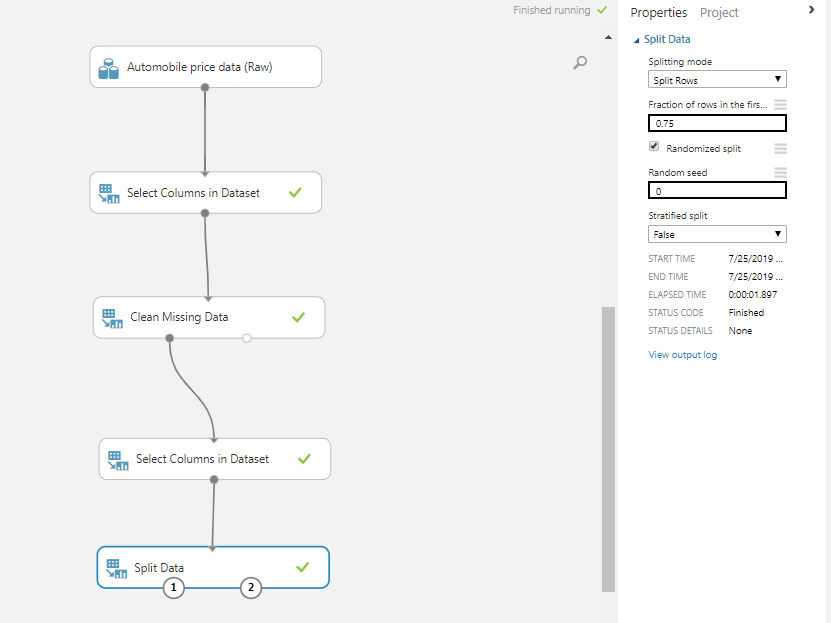 Finished running
Automobile price data (Raw)
Select Columns in Dataset
Clean Missing Data
Select Columns in Dataset
Split Data
1 2
Properties Project
Split Data
Splitting mode
Split Rows
Fraction of rows in the firs...
0.75
Randomized split
Random seed
0
Stratified split
False
START TIME 7/25/2019 ...
END TIME 7/25/2019 ...
ELAPSED TIME 0:00:01.897
STATUS CODE Finished
STATUS DETAILS None
View output log